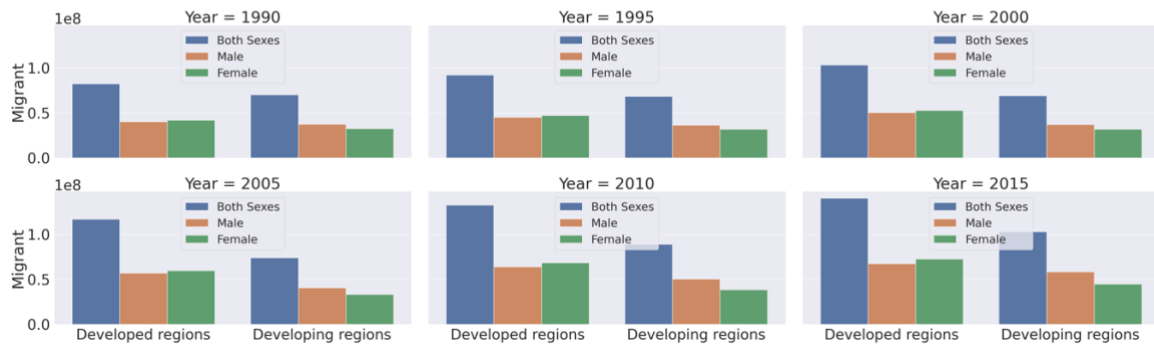 1e8
Year = 1990
Year = 1995
Year = 2000
Both Sexes
Male
Female
Both Sexes
Male
Female
Both Sexes
Male
Female
Migrant
1.0
0.5
0.0
1e8
Year = 2005
Year = 2010
Year = 2015
Both Sexes
Male
Female
Both Sexes
Male
Female
Both Sexes
Male
Female
Migrant
1.0
0.5
0.0
Developed regions Developing regions
Developed regions Developing regions
Developed regions Developing regions